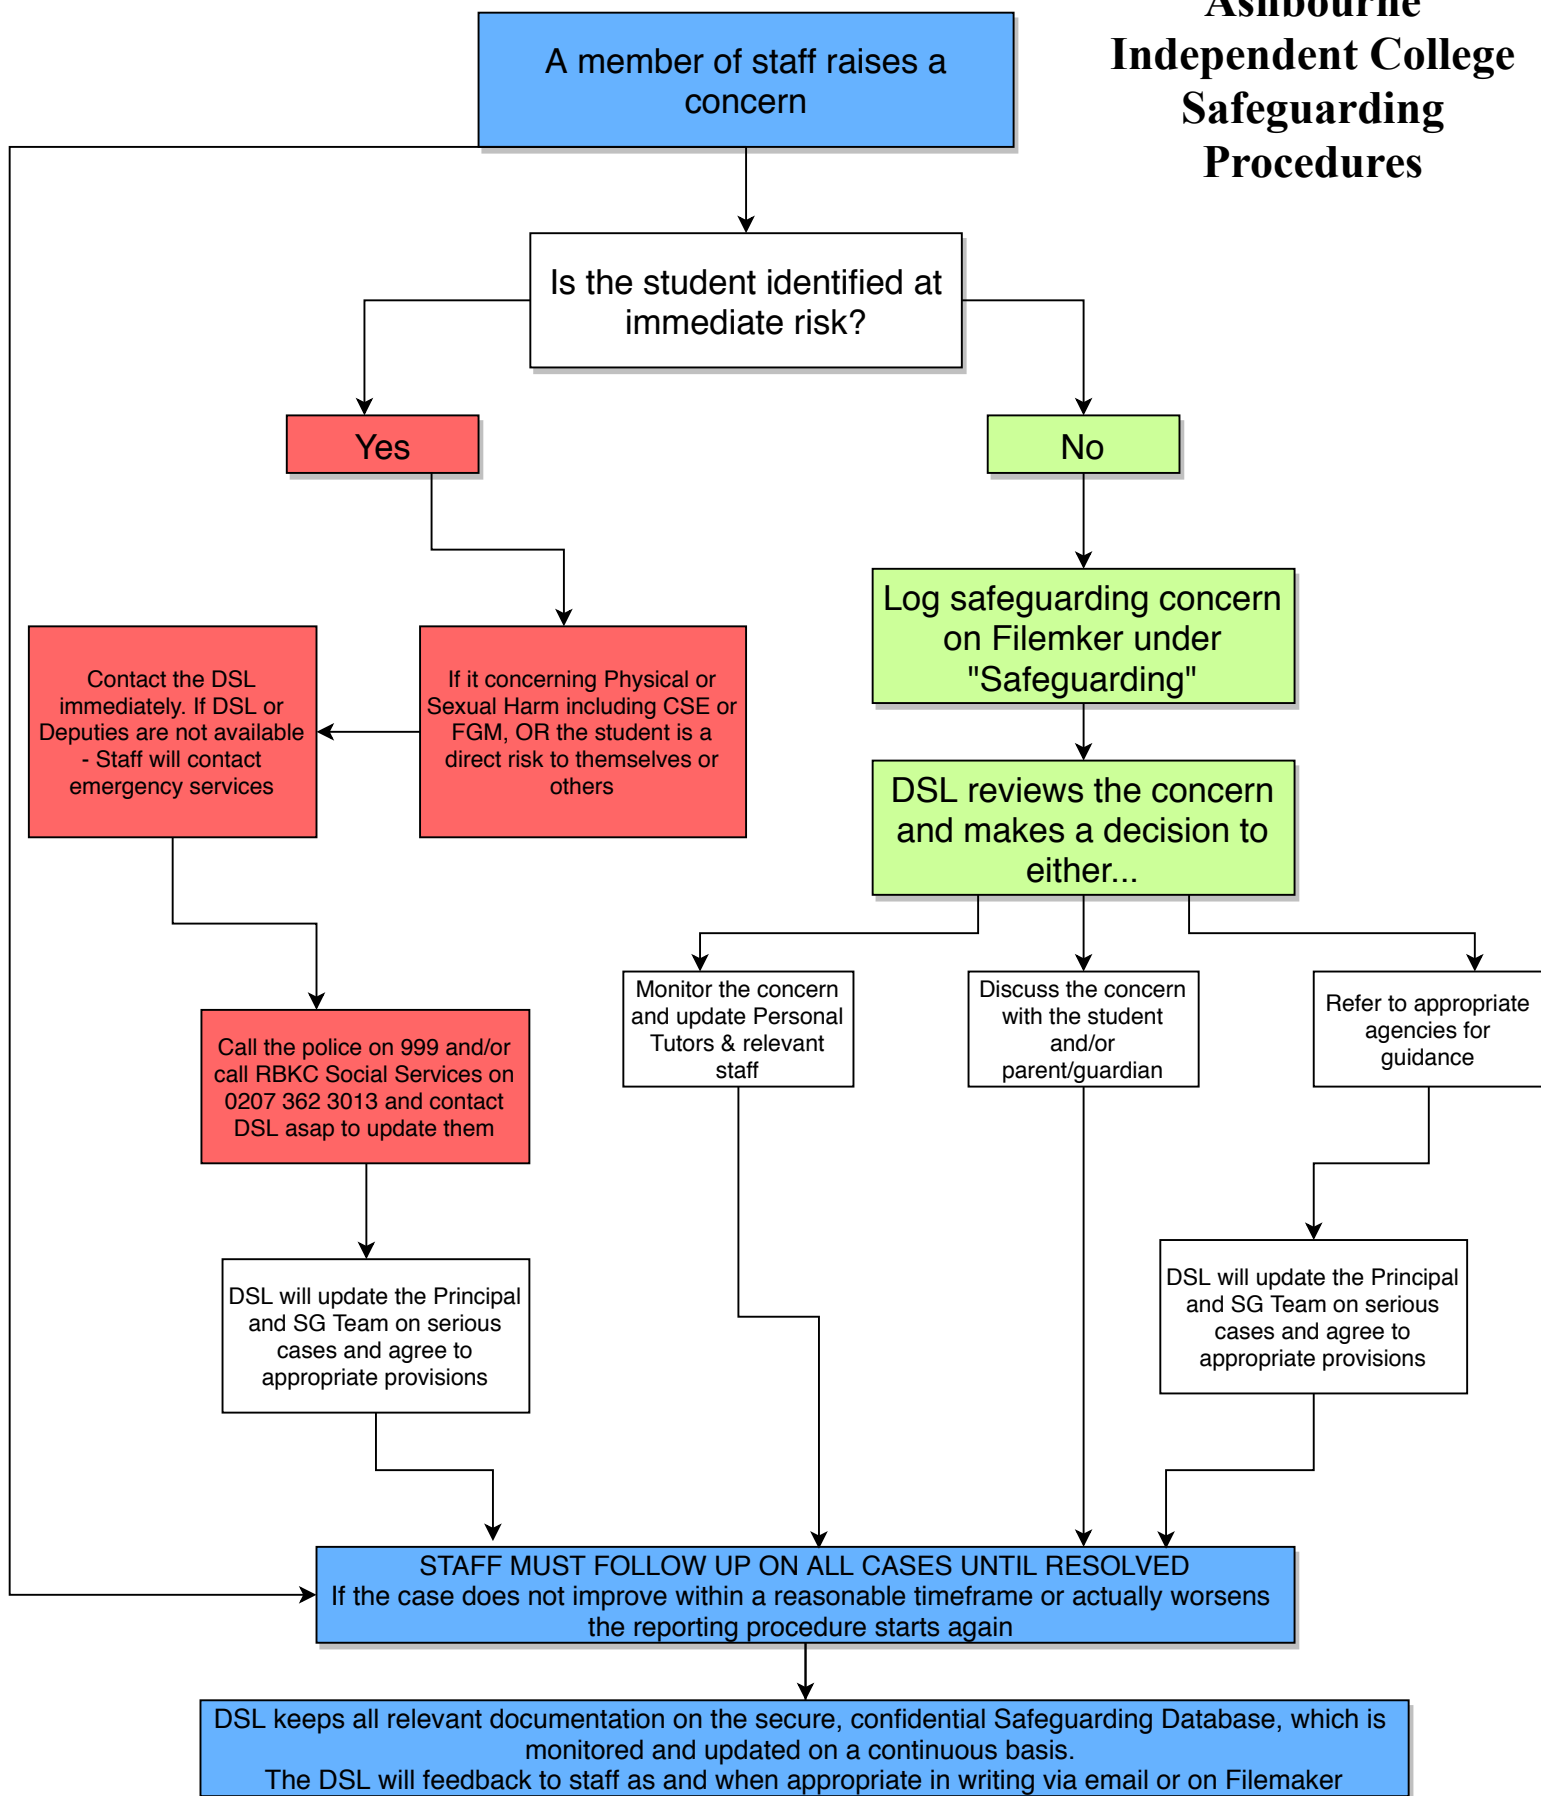 Ashbourne
Independent College
Safeguarding
Procedures
A member of staff raises a
concern
Is the student identified at
immediate risk?
Yes
No
Log safeguarding concern
on Filemker under
"Safeguarding"
Contact the DSL
immediately. If DSL or
Deputies are not available
- Staff will contact
emergency services
If it concerning Physical or
Sexual Harm including CSE or
FGM, OR the student is a
direct risk to themselves or
others
DSL reviews the concern
and makes a decision to
either...
Monitor the concern
and update Personal
Tutors & relevant
staff
Discuss the concern
with the student
and/or
parent/guardian
Refer to appropriate
agencies for
guidance
Call the police on 999 and/or
call RBKC Social Services on
0207 362 3013 and contact
DSL asap to update them
DSL will update the Principal
and SG Team on serious
cases and agree to
appropriate provisions
DSL will update the Principal
and SG Team on serious
cases and agree to
appropriate provisions
STAFF MUST FOLLOW UP ON ALL CASES UNTIL RESOLVED
If the case does not improve within a reasonable timeframe or actually worsens
the reporting procedure starts again
DSL keeps all relevant documentation on the secure, confidential Safeguarding Database, which is
monitored and updated on a continuous basis.
The DSL will feedback to staff as and when appropriate in writing via email or on Filemaker